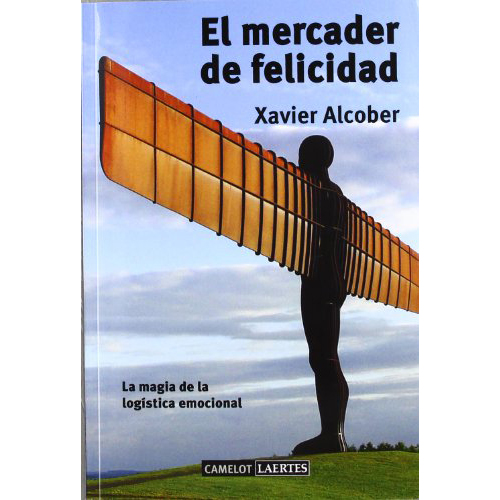 El mercader
de felicidad
Xavier Alcober
La magia de la
logística emocional
CAMELOT LAERTES